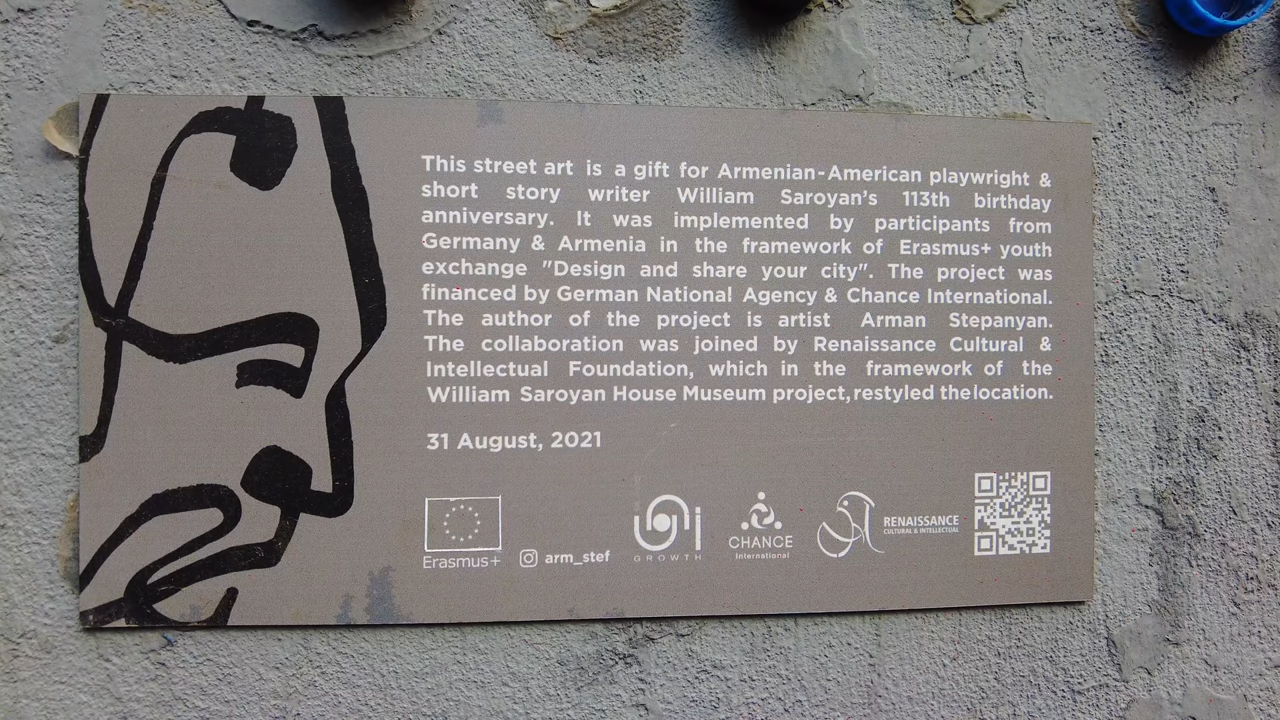 This street art is a gift for Armenian-American playwright &
short story writer William Saroyan's 113th birthday
anniversary. It was implemented by participants from
Germany & Armenia in the framework of Erasmus+ youth
exchange "Design and share your city". The project was
financed by German National Agency & Chance International.
The author of the project is artist Arman Stepanyan.
The collaboration was joined by Renaissance Cultural &
Intellectual Foundation, which in the framework of the
William Saroyan House Museum project, restyled the location.
31 August, 2021
Erasmus+
arm_stef
GROWTH
CHANCE
International
RENAISSANCE
CULTURAL & INTELLECTUAL